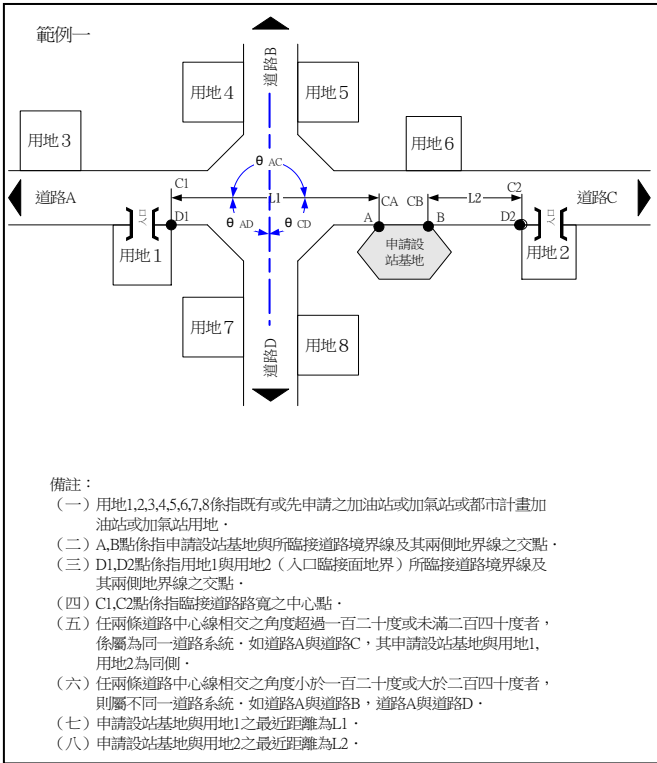 範例一
道路B
用地4
用地5
用地3
用地6
θ AC
道路A
C1
L1
CA
CB
L2
C2
道路C
入口
D1
θ AD
θ CD
A
B
D2
入口
用地1
申請設
站基地
用地2
用地7
用地8
道路D
備註：
（一）用地1,2,3,4,5,6,7,8係指既有或先申請之加油站或加氣站或都市計畫加
油站或加氣站用地．
（二）A,B點係指申請設站基地與所臨接道路境界線及其兩側地界線之交點．
（三）D1,D2點係指用地1與用地2（入口臨接面地界）所臨接道路境界線及
其兩側地界線之交點．
（四）C1,C2點係指臨接道路路寬之中心點．
（五）任兩條道路中心線相交之角度超過一百二十度或未滿二百四十度者，
係屬為同一道路系統．如道路A與道路C，其申請設站基地與用地1,
用地2為同側．
（六）任兩條道路中心線相交之角度小於一百二十度或大於二百四十度者，
則屬不同一道路系統．如道路A與道路B，道路A與道路D．
（七）申請設站基地與用地1之最近距離為L1．
（八）申請設站基地與用地2之最近距離為L2．